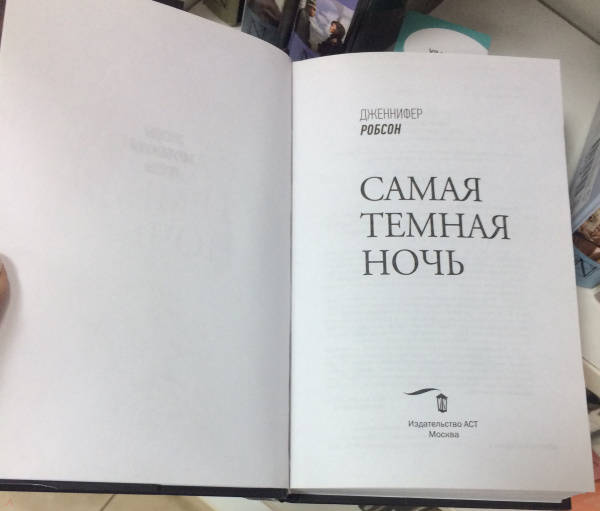 ДЖЕННИФЕР
РОБСОН
САМАЯ
ТЕМНАЯ
НОЧЬ
Издательство АСТ
Москва